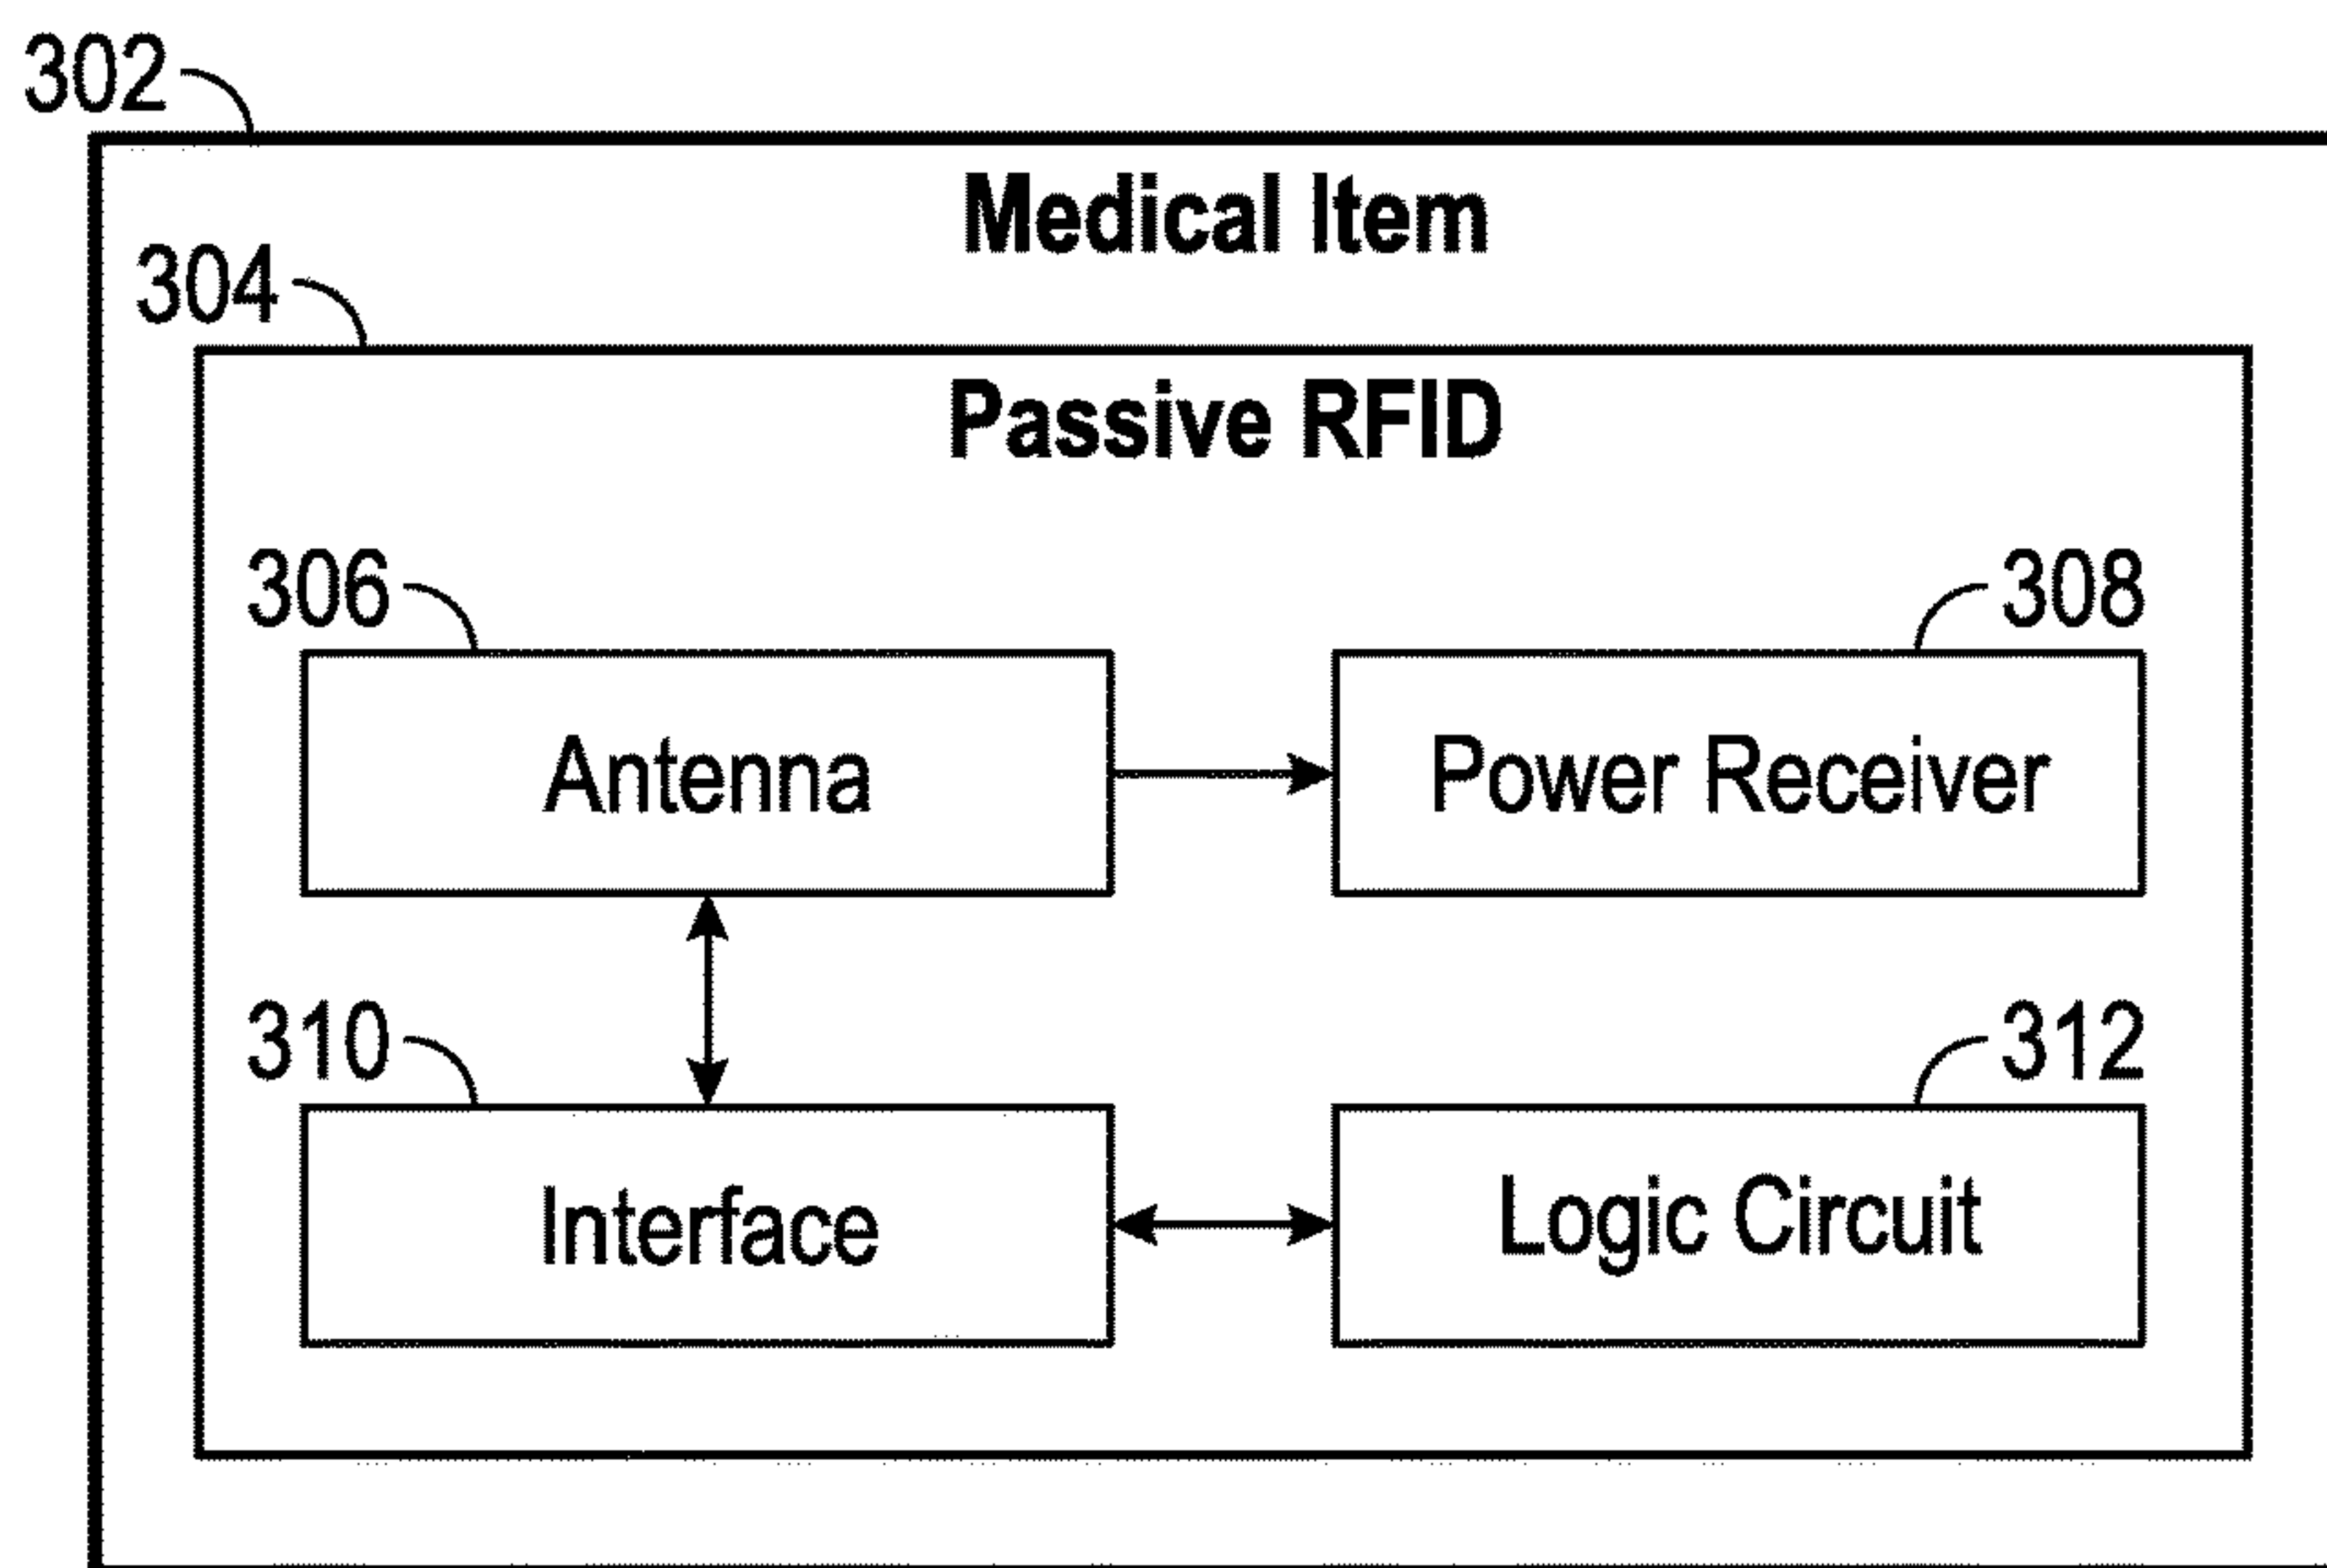 302
Medical Item
304
Passive RFID
306
308
Antenna
Power Receiver
310
312
Interface
Logic Circuit